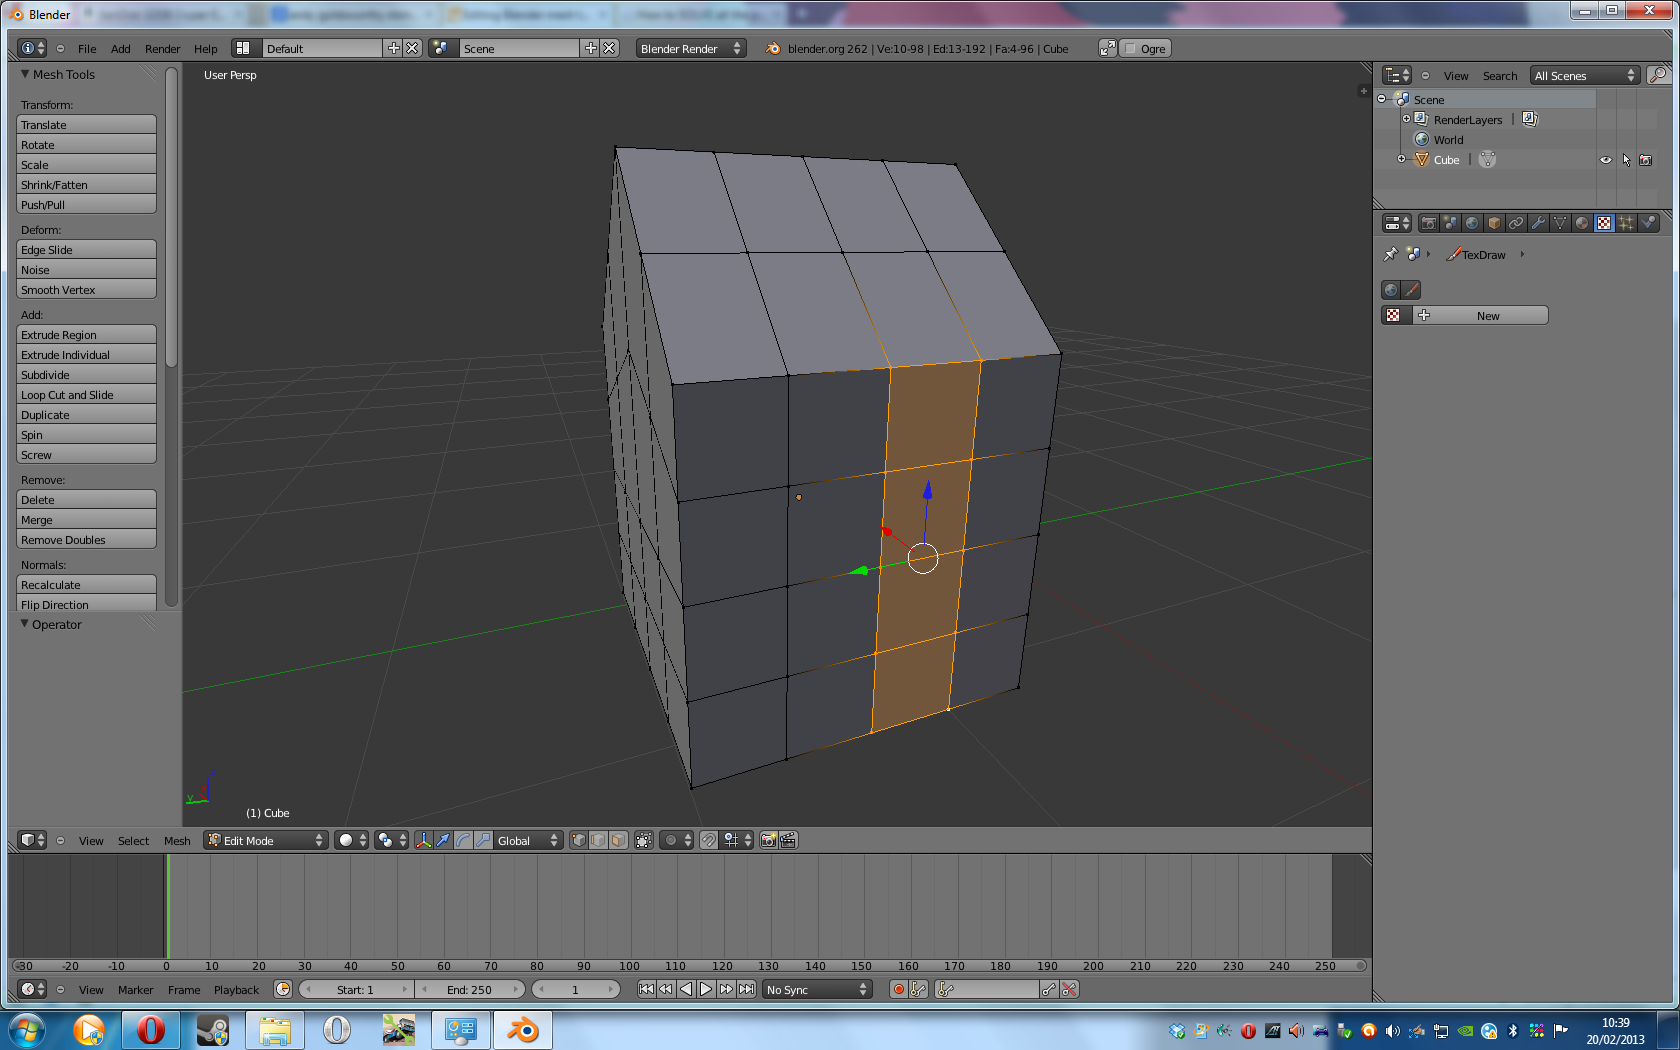 Blender
File Add Render Help Default Scene Blender Render blender.org 262 | Ve:10-98 | Ed:13-192 | Fa:4-96 | Cube Ogre
Mesh Tools
Transform:
Translate
Rotate
Scale
Shrink/Fatten
Push/Pull
Deform:
Edge Slide
Noise
Smooth Vertex
Add:
Extrude Region
Extrude Individual
Subdivide
Loop Cut and Slide
Duplicate
Spin
Screw
Remove:
Delete
Merge
Remove Doubles
Normals:
Recalculate
Flip Direction
Operator
User Persp
(1) Cube
View Search All Scenes
Scene
RenderLayers
World
Cube
TexDraw
New
View Select Mesh Edit Mode Global
-30 -20 -10 0 10 20 30 40 50 60 70 80 90 100 110 120 130 140 150 160 170 180 190 200 210 220 230 240 250
View Marker Frame Playback Start: 1 End: 250 1 No Sync
10:39
20/02/2013